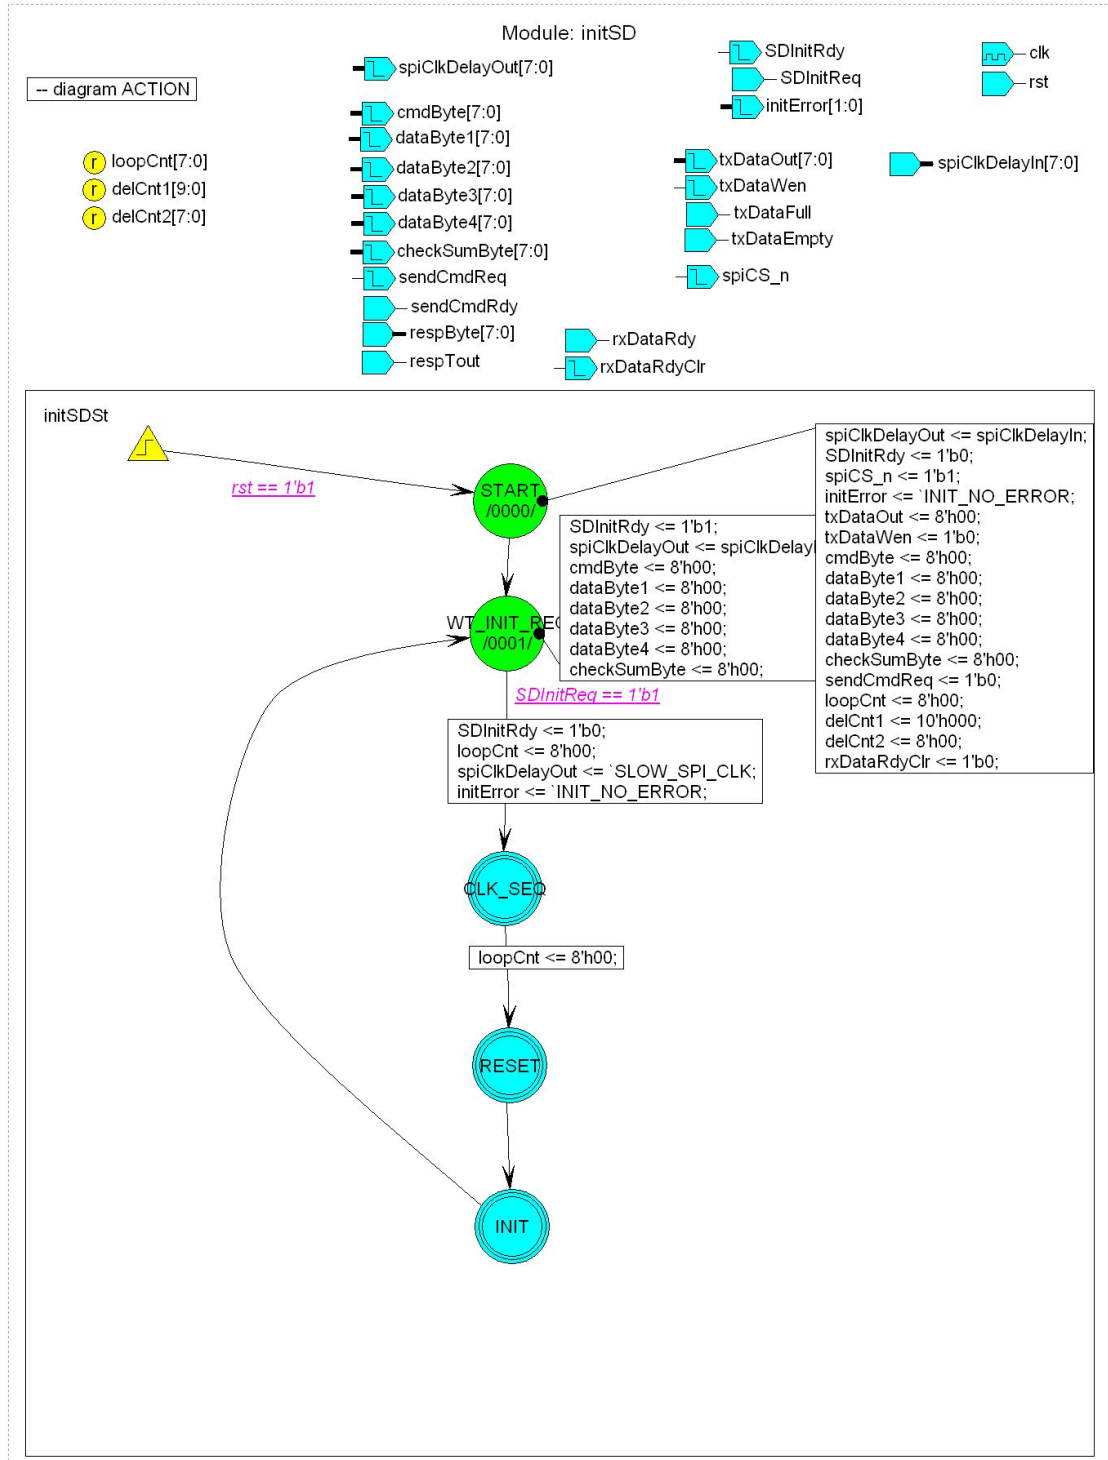 Module: initSD
-- diagram ACTION
r loopCnt[7:0]
r delCnt1[9:0]
r delCnt2[7:0]
spiClkDelayOut[7:0]
cmdByte[7:0]
dataByte1[7:0]
dataByte2[7:0]
dataByte3[7:0]
dataByte4[7:0]
checkSumByte[7:0]
sendCmdReq
sendCmdRdy
respByte[7:0]
respTout
rxDataRdy
rxDataRdyClr
SDInitRdy
SDInitReq
initError[1:0]
txDataOut[7:0]
txDataWen
txDataFull
txDataEmpty
spiCS_n
clk
rst
spiClkDelayIn[7:0]
initSDSt
rst == 1'b1
START
/0000/
spiClkDelayOut <= spiClkDelayIn;
SDInitRdy <= 1'b0;
spiCS_n <= 1'b1;
initError <= `INIT_NO_ERROR;
txDataOut <= 8'h00;
txDataWen <= 1'b0;
cmdByte <= 8'h00;
dataByte1 <= 8'h00;
dataByte2 <= 8'h00;
dataByte3 <= 8'h00;
dataByte4 <= 8'h00;
checkSumByte <= 8'h00;
sendCmdReq <= 1'b0;
loopCnt <= 8'h00;
delCnt1 <= 10'h000;
delCnt2 <= 8'h00;
rxDataRdyClr <= 1'b0;
WT_INIT_REQ
/0001/
SDInitRdy <= 1'b1;
spiClkDelayOut <= spiClkDelay
cmdByte <= 8'h00;
dataByte1 <= 8'h00;
dataByte2 <= 8'h00;
dataByte3 <= 8'h00;
dataByte4 <= 8'h00;
checkSumByte <= 8'h00;
SDInitReq == 1'b1
SDInitRdy <= 1'b0;
loopCnt <= 8'h00;
spiClkDelayOut <= `SLOW_SPI_CLK;
initError <= `INIT_NO_ERROR;
CLK_SEQ
loopCnt <= 8'h00;
RESET
INIT